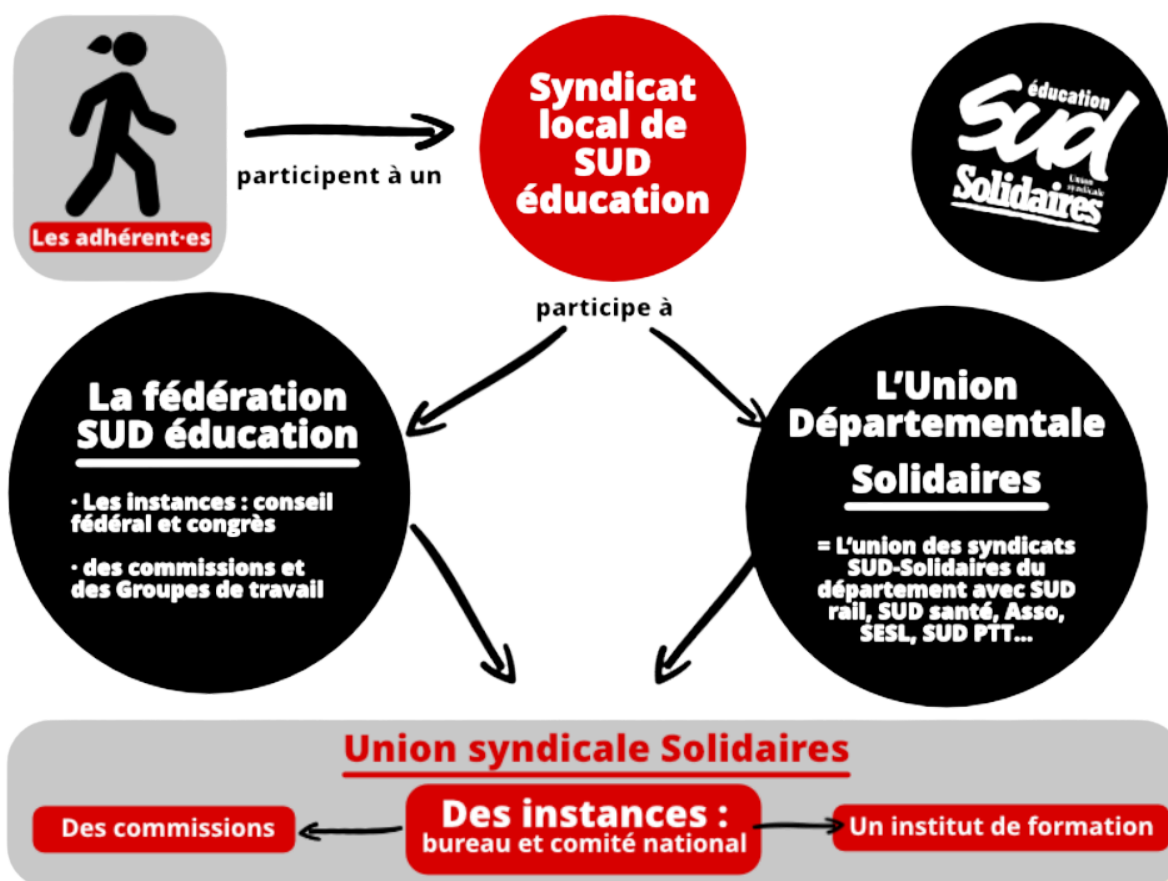 Les adhérent·es
participent à un
Syndicat
local de
SUD
éducation
éducation
Sud
Union
syndicale
Solidaires
participe à
La fédération
SUD éducation
· Les instances : conseil
fédéral et congrès
· des commissions et
des Groupes de travail
L'Union
Départementale
Solidaires
= L'union des syndicats
SUD-Solidaires du
département avec SUD
rail, SUD santé, Asso,
SESL, SUD PTT...
Union syndicale Solidaires
Des commissions
Des instances :
bureau et comité national
Un institut de formation